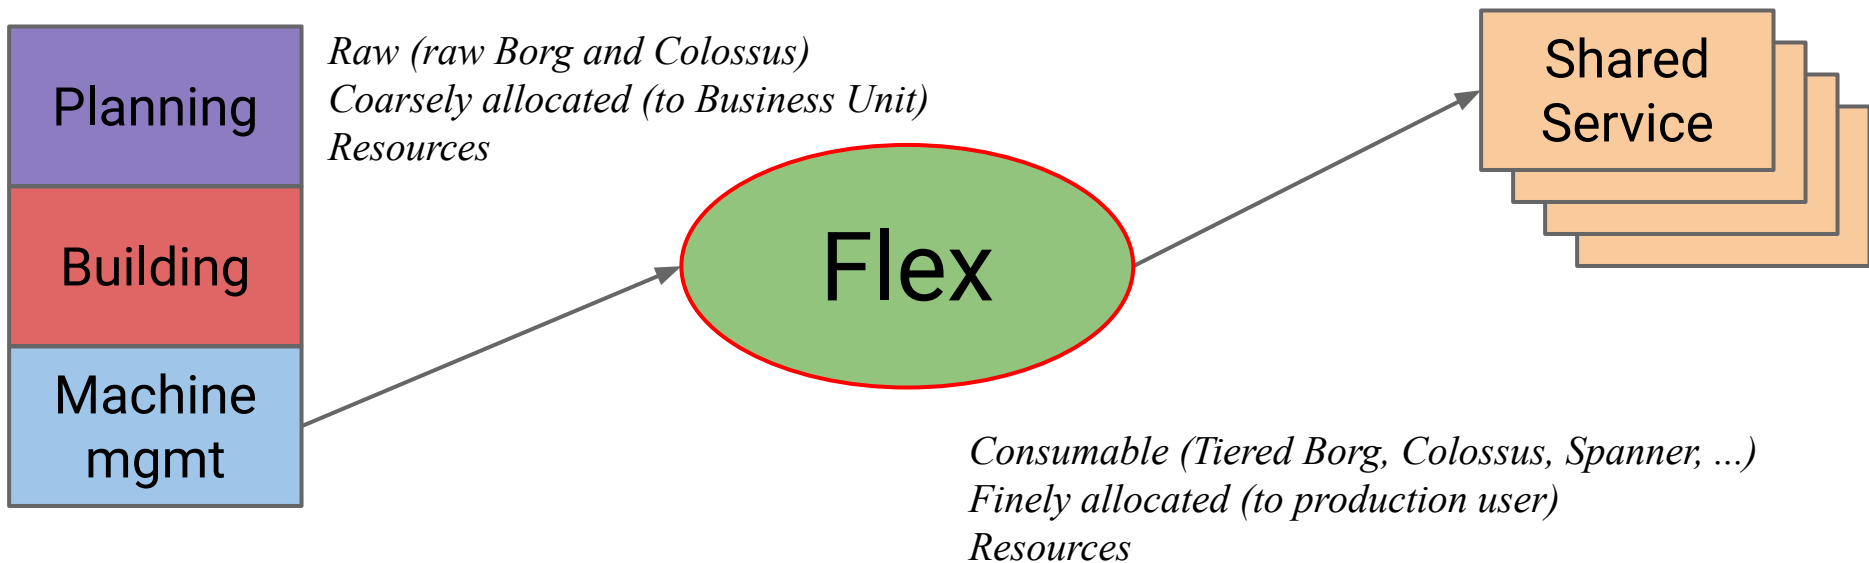 Planning
Building
Machine
mgmt
Raw (raw Borg and Colossus)
Coarsely allocated (to Business Unit)
Resources
Flex
Shared
Service
Consumable (Tiered Borg, Colossus, Spanner, ...)
Finely allocated (to production user)
Resources